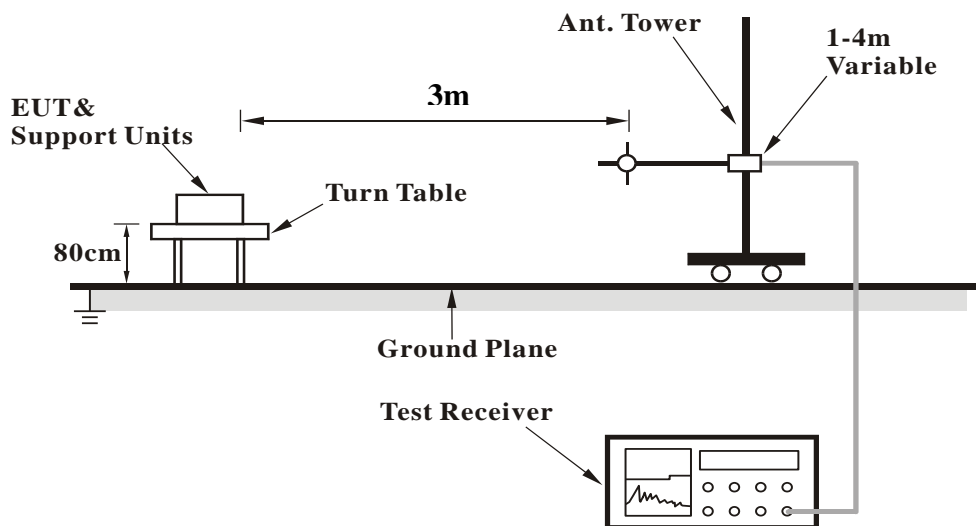 Ant. Tower
1-4m
Variable
3m
EUT&
Support Units
Turn Table
80cm
Ground Plane
Test Receiver